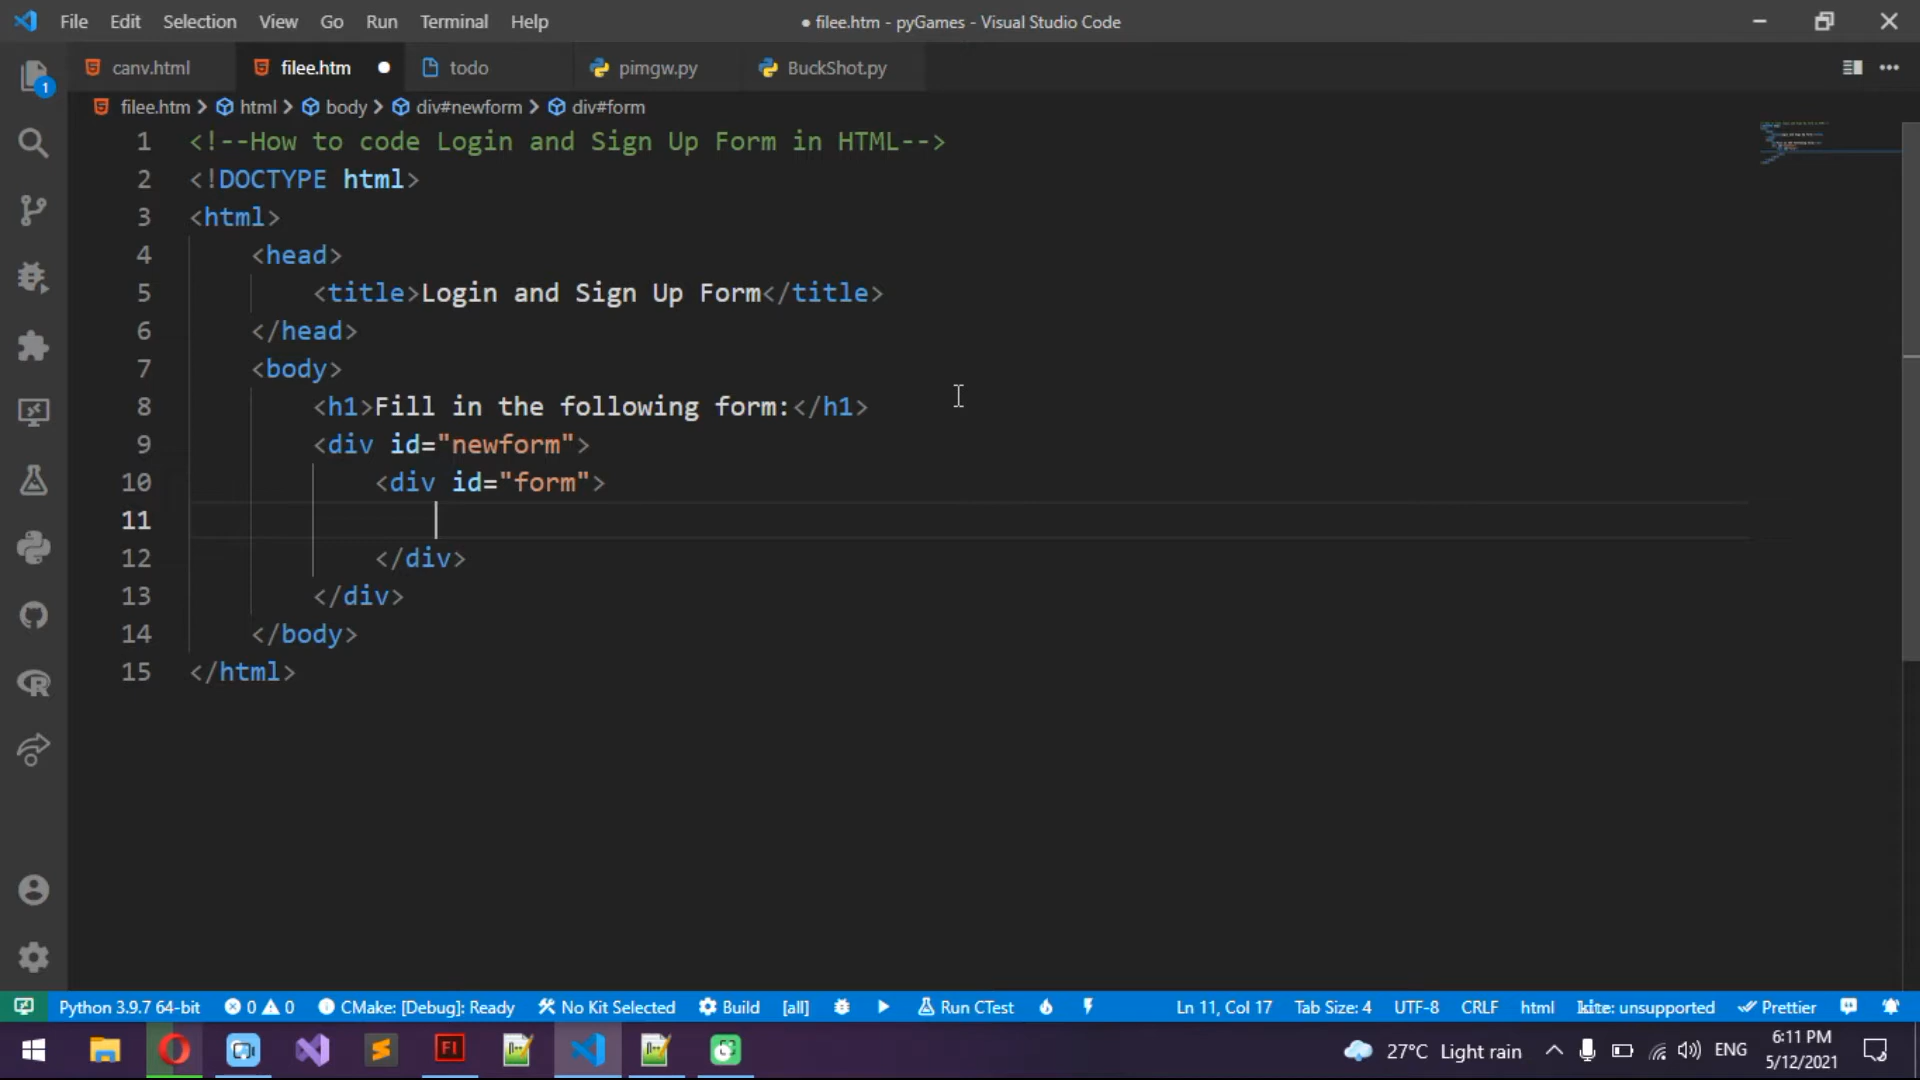 File Edit Selection View Go Run Terminal Help
● filee.htm - pyGames - Visual Studio Code
canv.html filee.htm todo pimgw.py BuckShot.py
1
filee.htm > html > body > div#newform > div#form
1 <!--How to code Login and Sign Up Form in HTML-->
2 <!DOCTYPE html>
3 <html>
4 <head>
5 <title>Login and Sign Up Form</title>
6 </head>
7 <body>
8 <h1>Fill in the following form:</h1>
9 <div id="newform">
10 <div id="form">
11
12 </div>
13 </div>
14 </body>
15 </html>
Python 3.9.7 64-bit 0 0 CMake: [Debug]: Ready No Kit Selected Build [all] Run CTest Ln 11, Col 17 Tab Size: 4 UTF-8 CRLF html kite: unsupported Prettier
27°C Light rain ENG
6:11 PM
5/12/2021